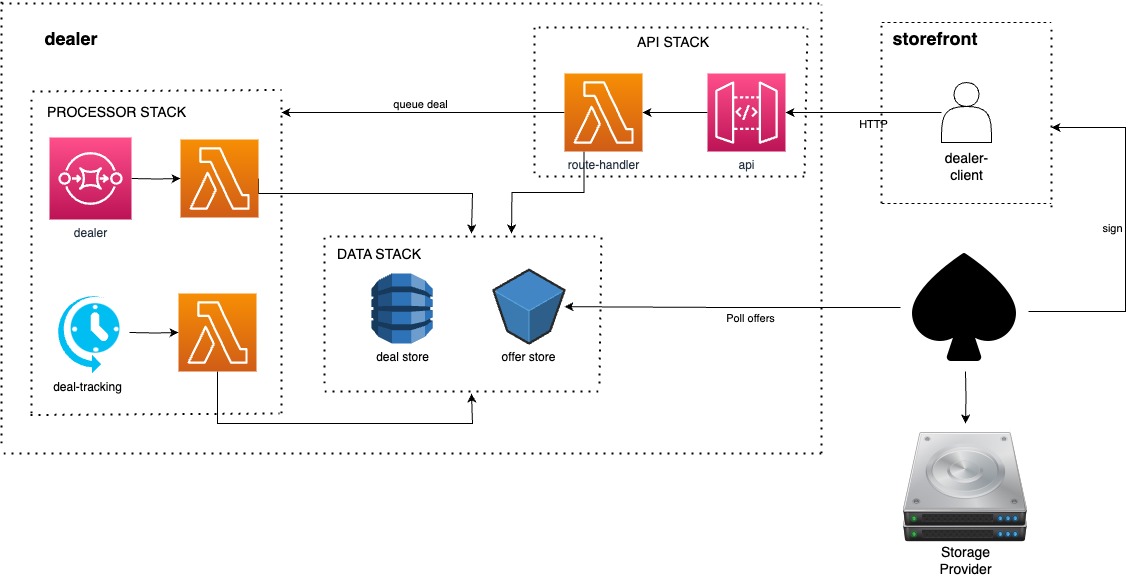 dealer
API STACK
storefront
PROCESSOR STACK
queue deal
HTTP
route-handler
api
dealer-
client
dealer
sign
DATA STACK
Poll offers
deal store
offer store
deal-tracking
Storage
Provider